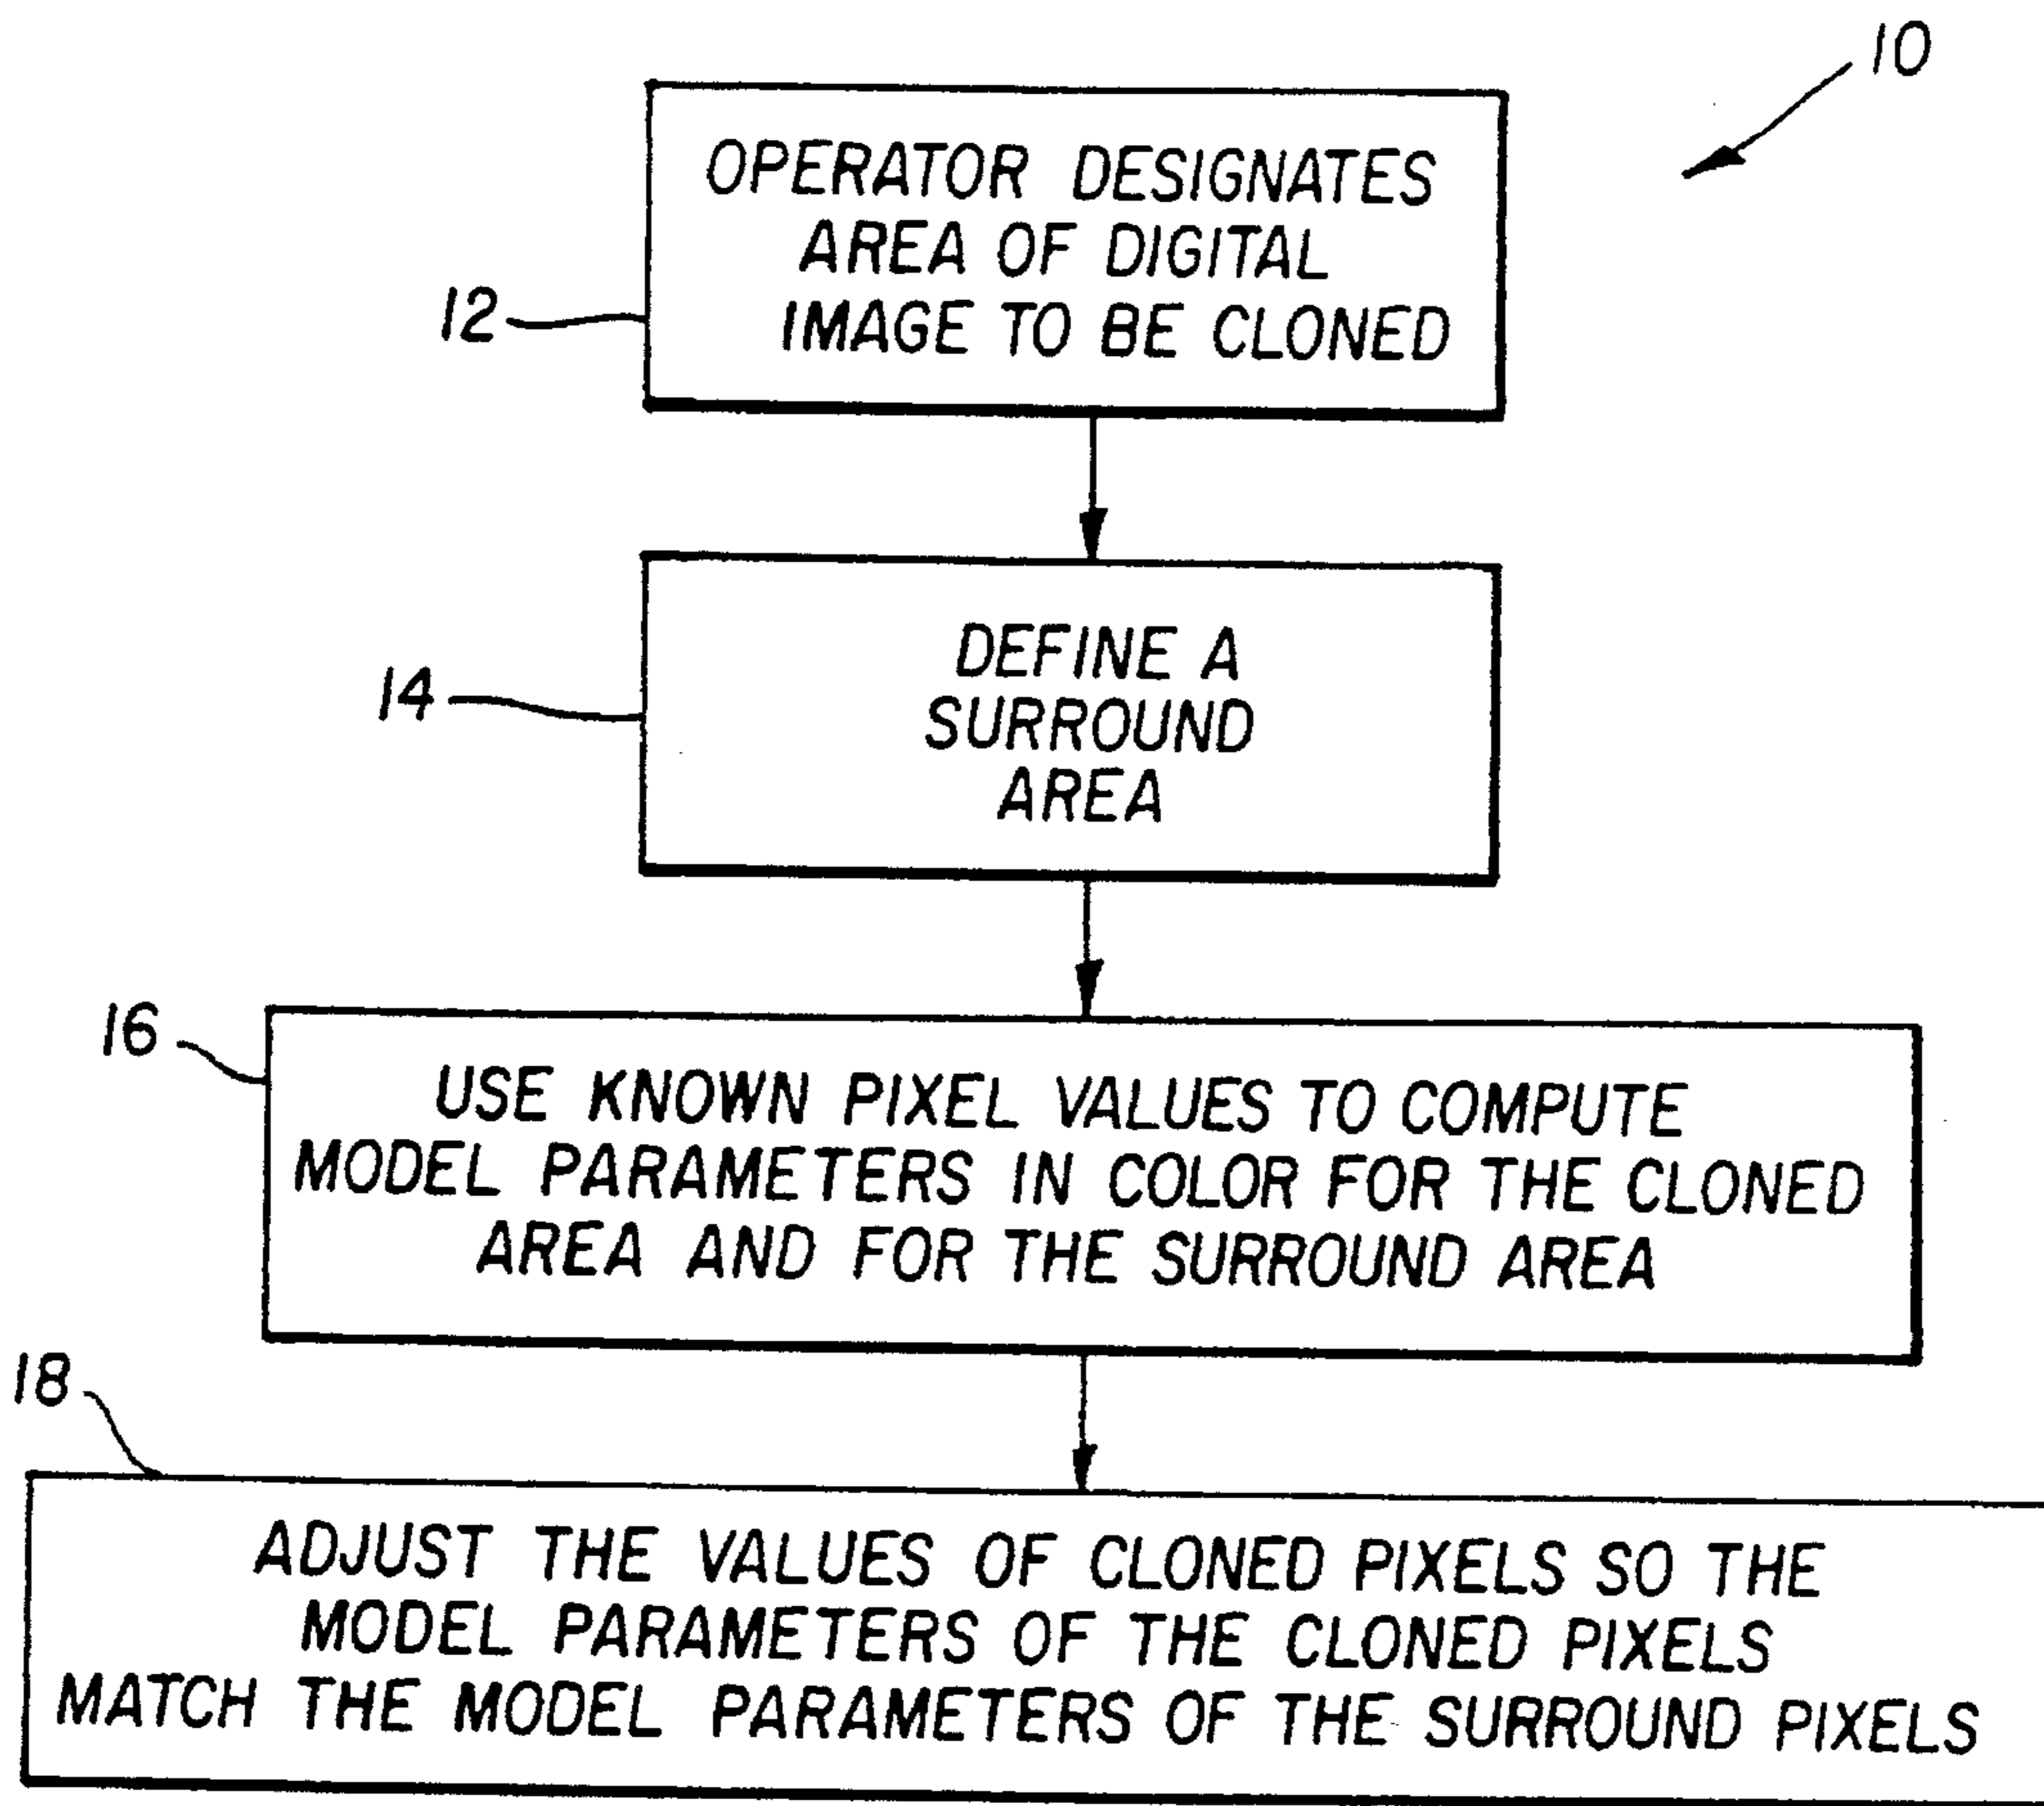 10
OPERATOR DESIGNATES
AREA OF DIGITAL
IMAGE TO BE CLONED
12
DEFINE A
SURROUND
AREA
14
16
USE KNOWN PIXEL VALUES TO COMPUTE
MODEL PARAMETERS IN COLOR FOR THE CLONED
AREA AND FOR THE SURROUND AREA
18
ADJUST THE VALUES OF CLONED PIXELS SO THE
MODEL PARAMETERS OF THE CLONED PIXELS
MATCH THE MODEL PARAMETERS OF THE SURROUND PIXELS